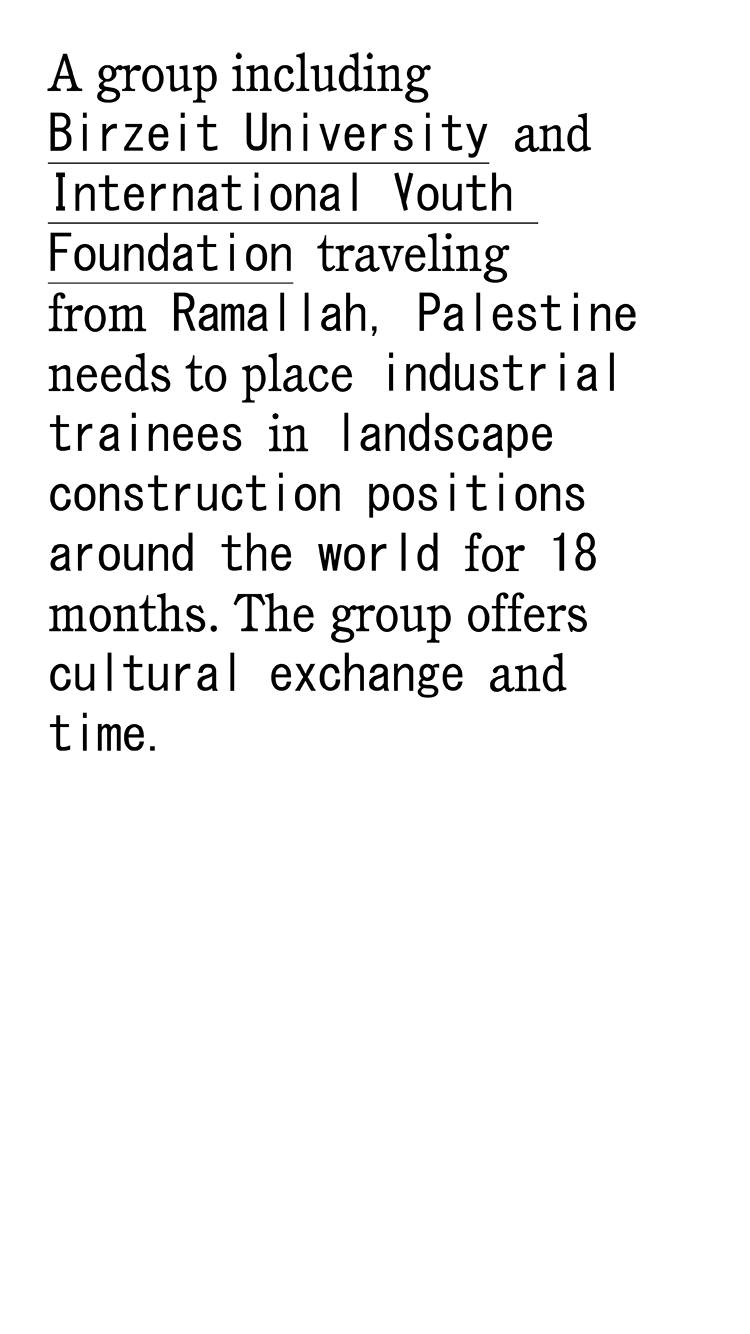 A group including
Birzeit University and
International Youth
Foundation traveling
from Ramallah, Palestine
needs to place industrial
trainees in landscape
construction positions
around the world for 18
months. The group offers
cultural exchange and
time.